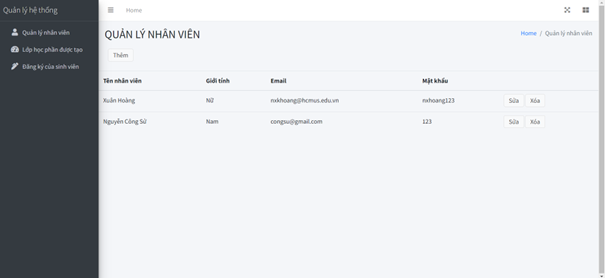 Quản lý hệ thống
Home
Quản lý nhân viên
Lớp học phần được tạo
Đăng ký của sinh viên
QUẢN LÝ NHÂN VIÊN
Home / Quản lý nhân viên
Thêm
Tên nhân viên Giới tính Email Mật khẩu
Xuân Hoàng Nữ nxkhoang@hcmus.edu.vn nxhoang123 Sửa Xóa
Nguyễn Công Sử Nam congsu@gmail.com 123 Sửa Xóa